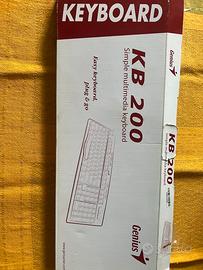 KEYBOARD
Genius
KB 200
Simple multimedia keyboard
Easy keyboard,
plug & go
Genius
KB 200